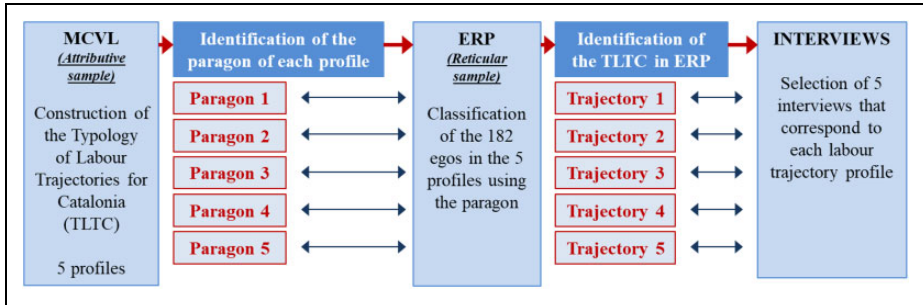 MCVL
(Attributive
sample)
Construction of
the Typology
of Labour
Trajectories for
Catalonia
(TLTC)
5 profiles
Identification of the
paragon of each profile
Paragon 1
Paragon 2
Paragon 3
Paragon 4
Paragon 5
ERP
(Reticular
sample)
Classification
of the 182
egos in the 5
profiles using
the paragon
Identification of
the TLTC in ERP
Trajectory 1
Trajectory 2
Trajectory 3
Trajectory 4
Trajectory 5
INTERVIEWS
Selection of 5
interviews that
correspond to
each labour
trajectory profile